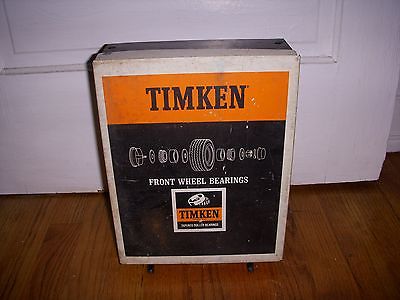 TIMKEN
FRONT WHEEL BEARINGS
TIMKEN
TAPERED ROLLER BEARINGS